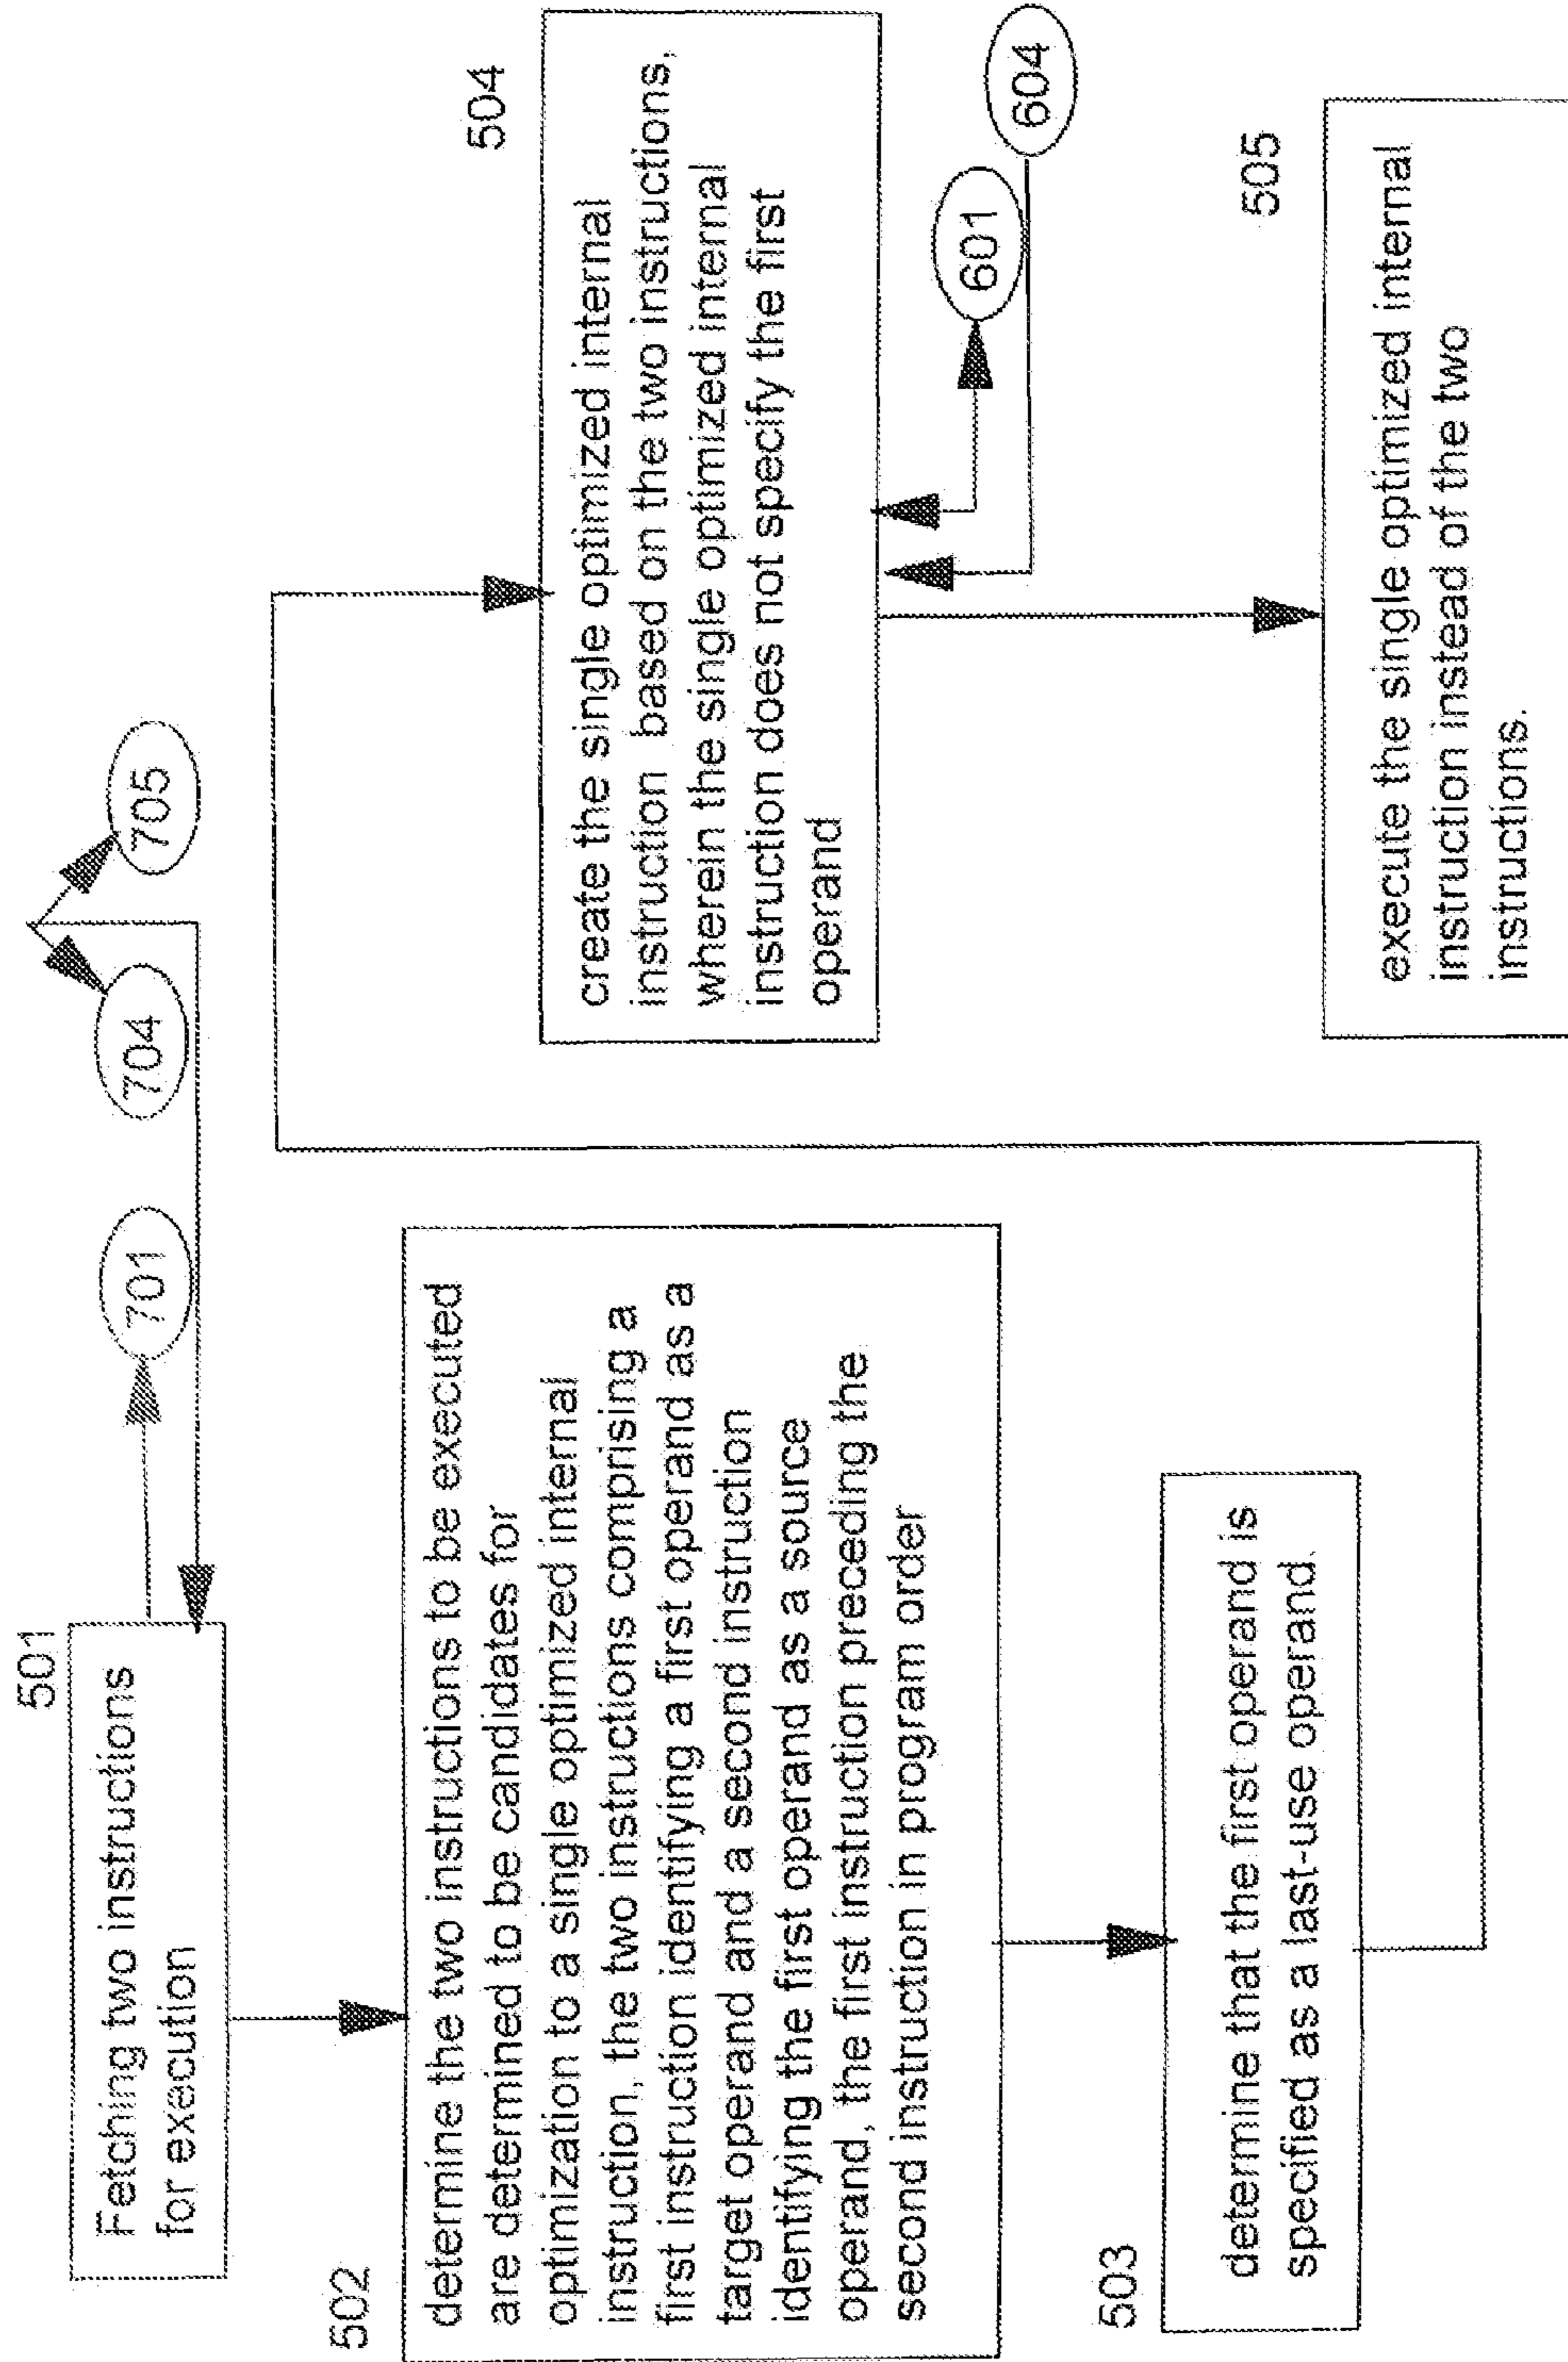 501
Fetching two instructions
for execution
701
704
705
502
determine the two instructions to be executed
are determined to be candidates for
optimization to a single optimized internal
instruction, the two instructions comprising a
first instruction identifying a first operand as a
target operand and a second instruction
identifying the first operand as a source
operand, the first instruction preceding the
second instruction in program order
503
determine that the first operand is
specified as a last-use operand.
504
create the single optimized internal
instruction based on the two instructions,
wherein the single optimized internal
instruction does not specify the first
operand
601
604
505
execute the single optimized internal
instruction instead of the two
instructions.